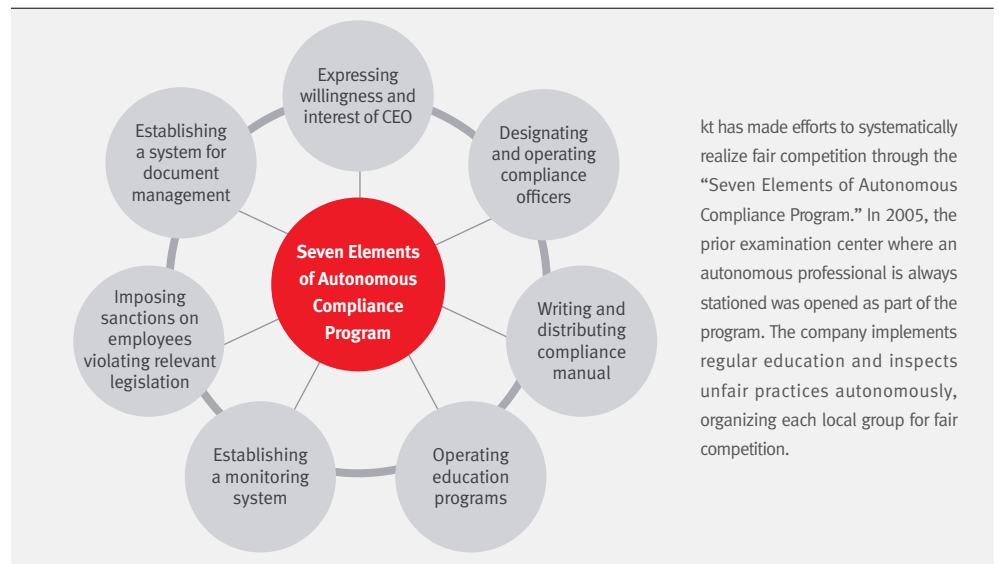 Expressing
willingness and
interest of CEO
Designating
and operating
compliance
officers
Writing and
distributing
compliance
manual
Operating
education
programs
Establishing
a monitoring
system
Imposing
sanctions on
employees
violating relevant
legislation
Establishing
a system for
document
management
Seven Elements
of Autonomous
Compliance
Program
kt has made efforts to systematically
realize fair competition through the
“Seven Elements of Autonomous
Compliance Program.” In 2005, the
prior examination center where an
autonomous professional is always
stationed was opened as part of the
program. The company implements
regular education and inspects
unfair practices autonomously,
organizing each local group for fair
competition.